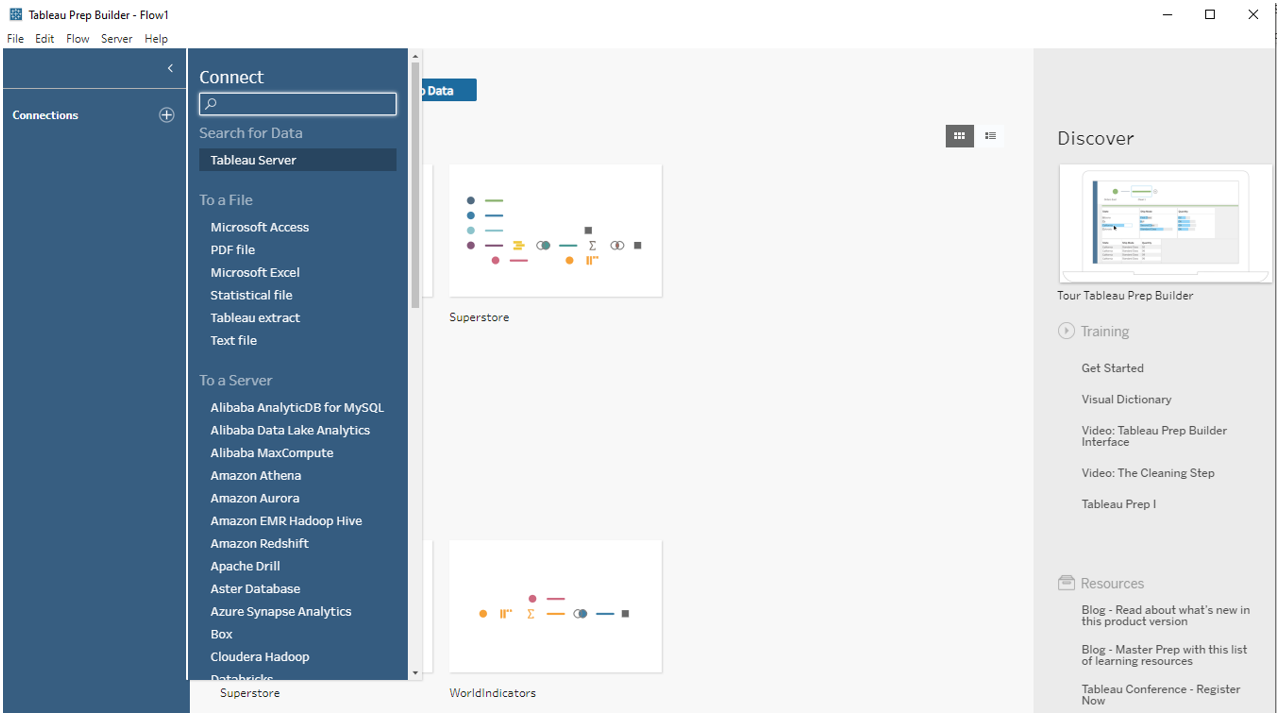 Tableau Prep Builder - Flow1
File Edit Flow Server Help
Connections
Connect
Search for Data
Tableau Server
To a File
Microsoft Access
PDF file
Microsoft Excel
Statistical file
Tableau extract
Text file
To a Server
Alibaba AnalyticDB for MySQL
Alibaba Data Lake Analytics
Alibaba MaxCompute
Amazon Athena
Amazon Aurora
Amazon EMR Hadoop Hive
Amazon Redshift
Apache Drill
Aster Database
Azure Synapse Analytics
Box
Cloudera Hadoop
Databricks
Data
Superstore
Superstore
WorldIndicators
Discover
Tour Tableau Prep Builder
Training
Get Started
Visual Dictionary
Video: Tableau Prep Builder
Interface
Video: The Cleaning Step
Tableau Prep I
Resources
Blog - Read about what's new in
this product version
Blog - Master Prep with this list
of learning resources
Tableau Conference - Register
Now